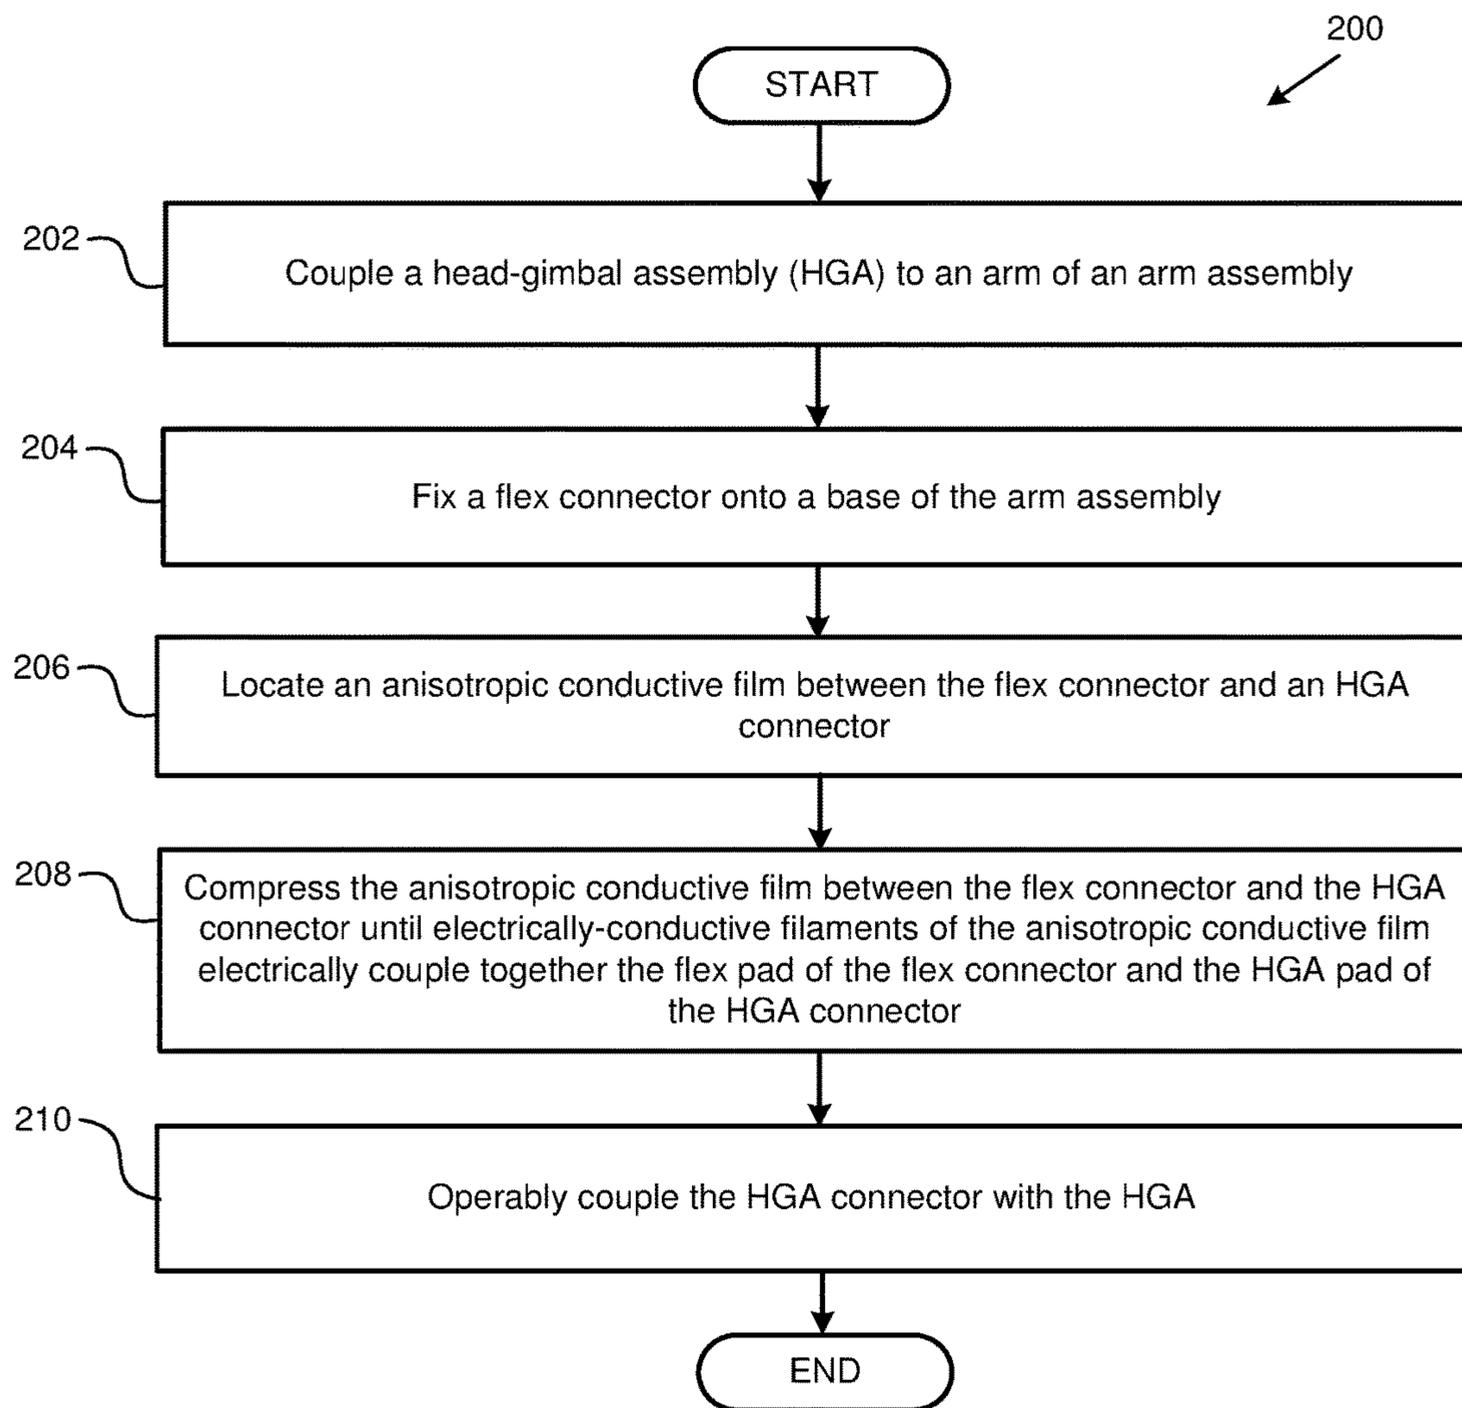 200
START
202
Couple a head-gimbal assembly (HGA) to an arm of an arm assembly
204
Fix a flex connector onto a base of the arm assembly
206
Locate an anisotropic conductive film between the flex connector and an HGA
connector
208
Compress the anisotropic conductive film between the flex connector and the HGA
connector until electrically-conductive filaments of the anisotropic conductive film
electrically couple together the flex pad of the flex connector and the HGA pad of
the HGA connector
210
Operably couple the HGA connector with the HGA
END